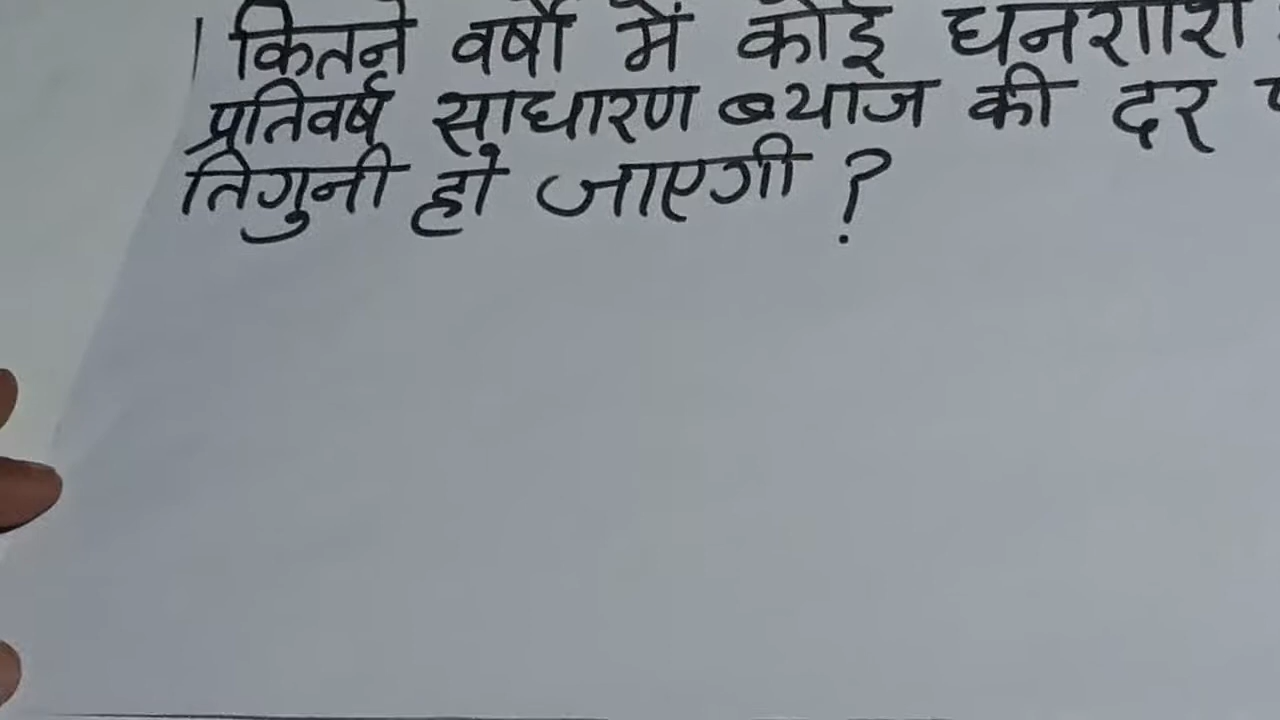 । कितने वर्षों में कोई धनराशि
प्रतिवर्ष साधारण ब्याज की दर
तिगुनी हो जाएगी ?